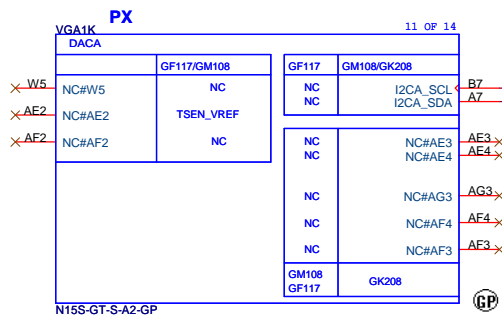 PX
VGA1K 11 OF 14
DACA
GF117/GM108 GF117 GM108/GK208
W5 NC#W5 NC NC I2CA_SCL B7
NC I2CA_SDA A7
AE2 NC#AE2 TSEN_VREF
AF2 NC#AF2 NC NC NC#AE3 AE3
NC NC#AE4 AE4
NC NC#AG3 AG3
NC NC#AF4 AF4
NC NC#AF3 AF3
GM108 GK208
GF117
N15S-GT-S-A2-GP
GP